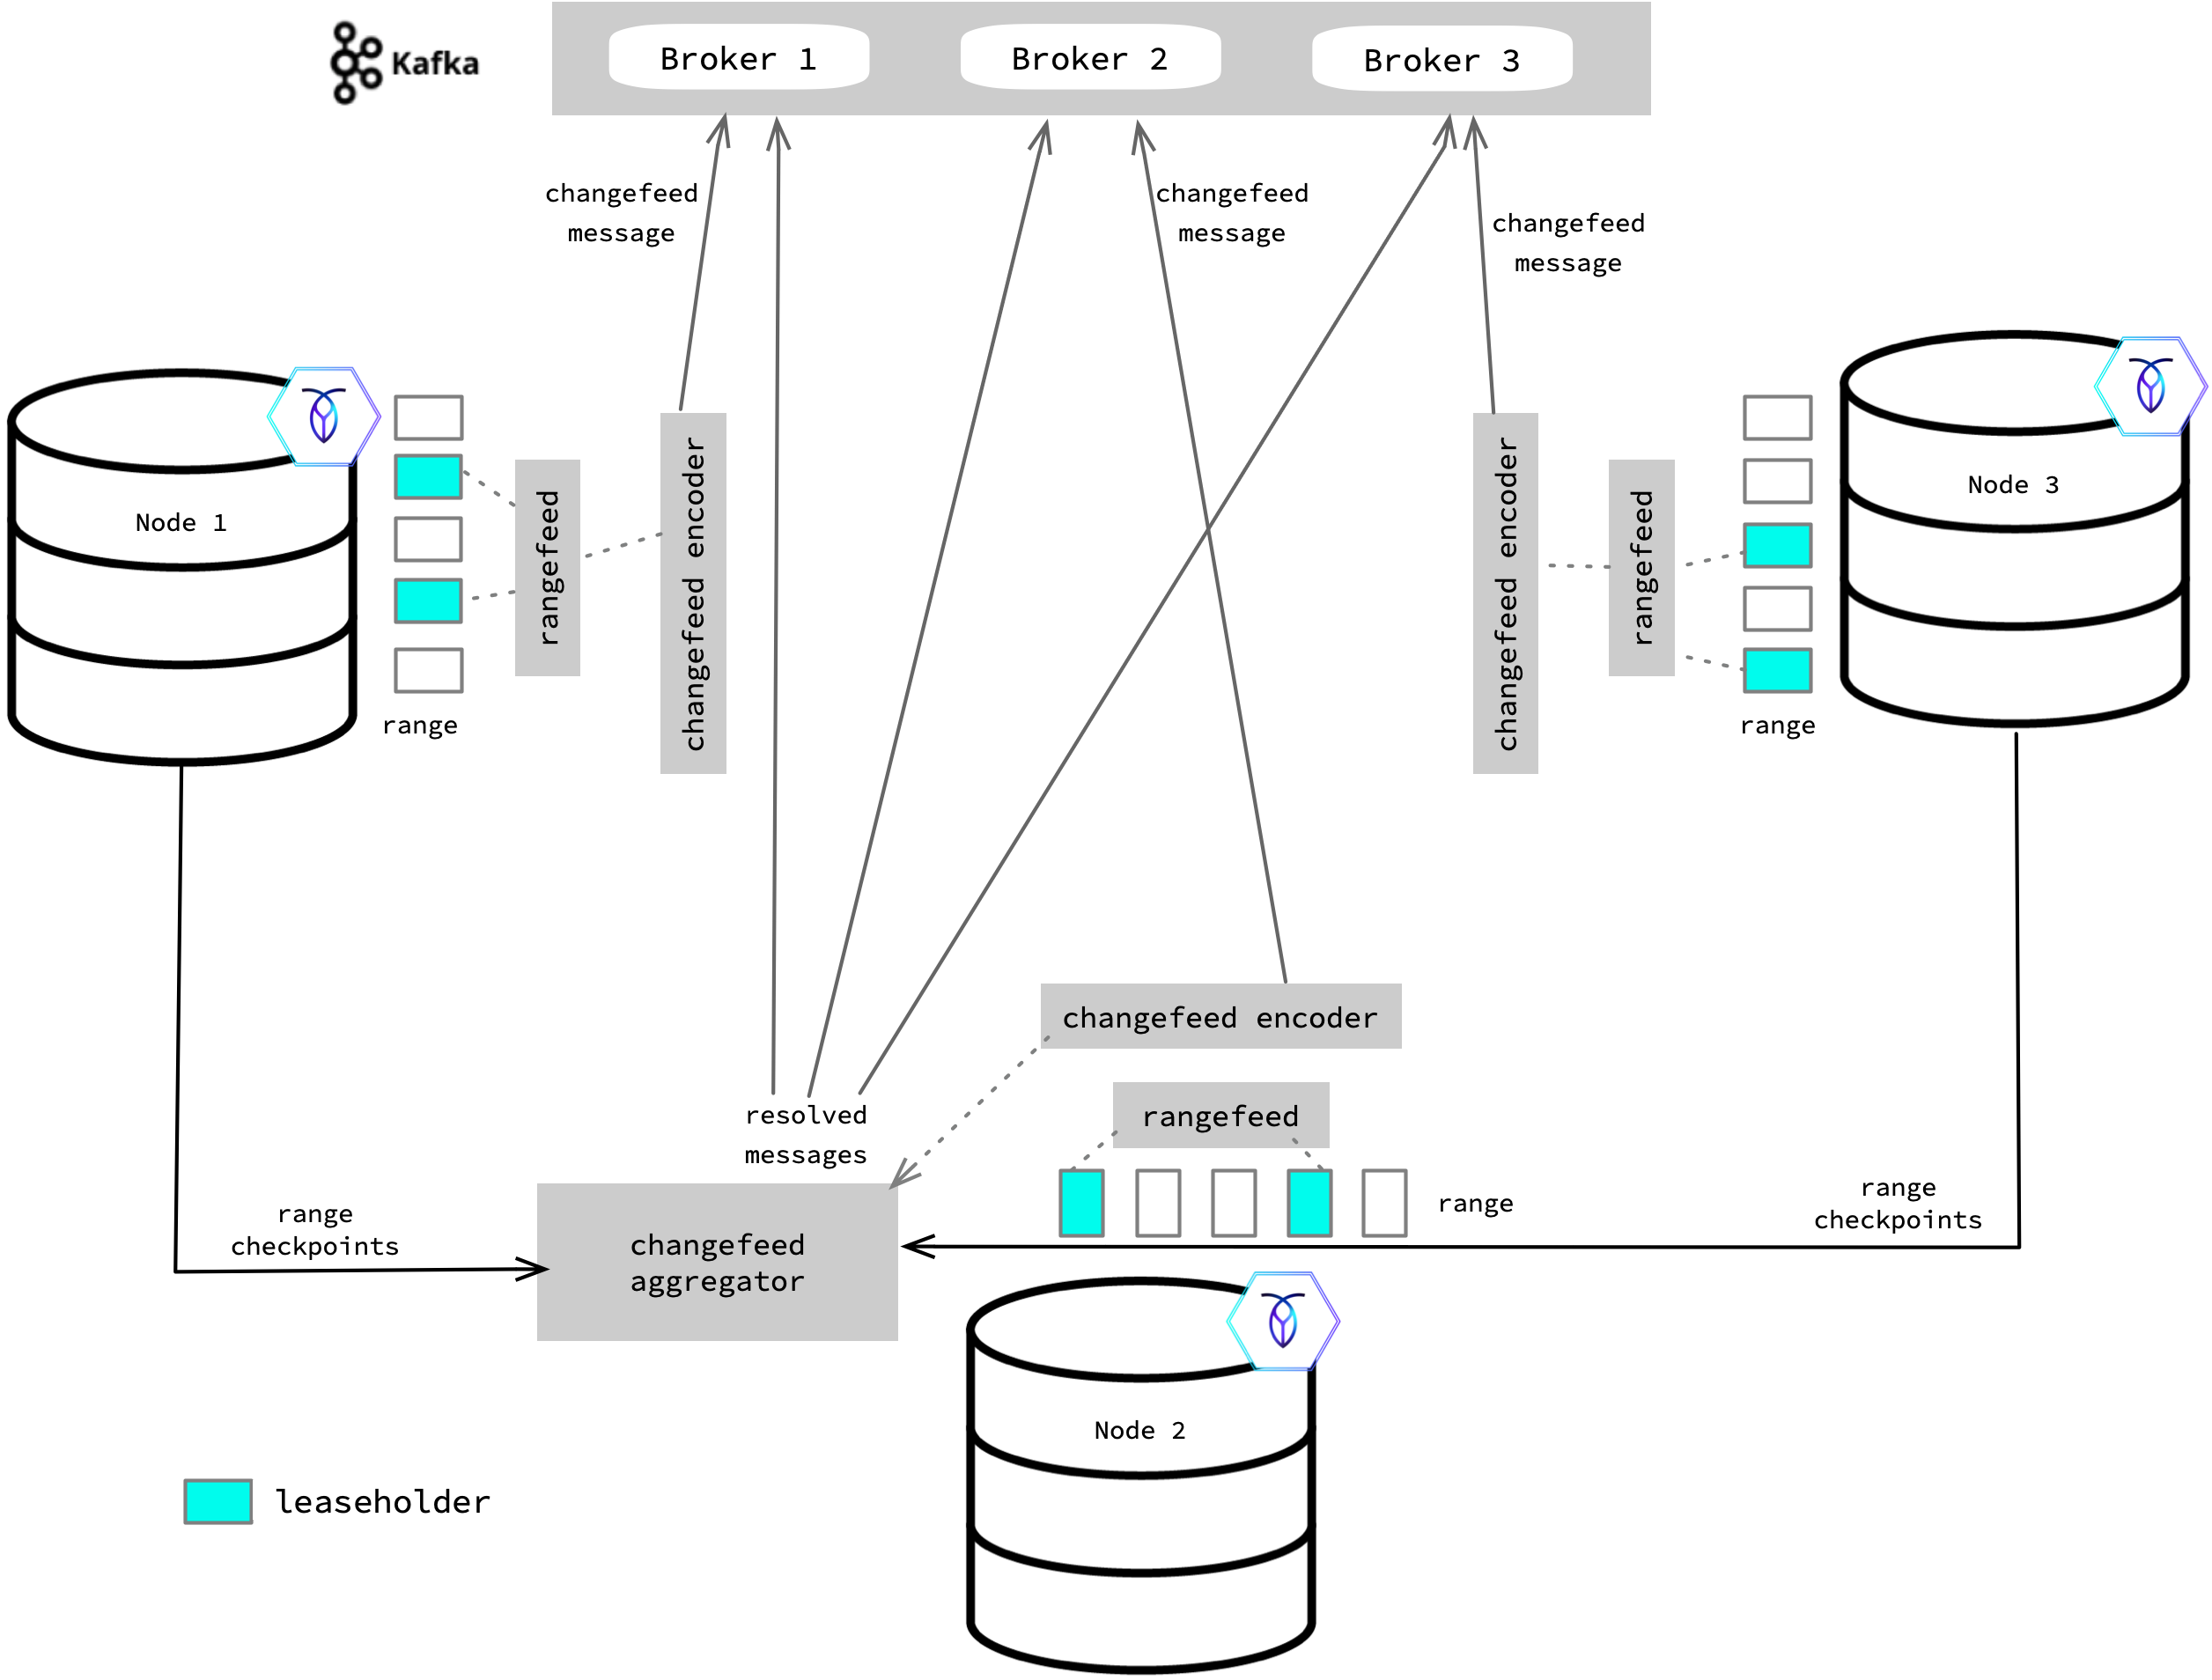 Kafka
Broker 1
Broker 2
Broker 3
changefeed
message
changefeed
message
changefeed
message
Node 1
range
rangefeed
changefeed encoder
changefeed encoder
rangefeed
range
Node 3
changefeed encoder
rangefeed
range
resolved
messages
range
checkpoints
changefeed
aggregator
range
checkpoints
Node 2
leaseholder